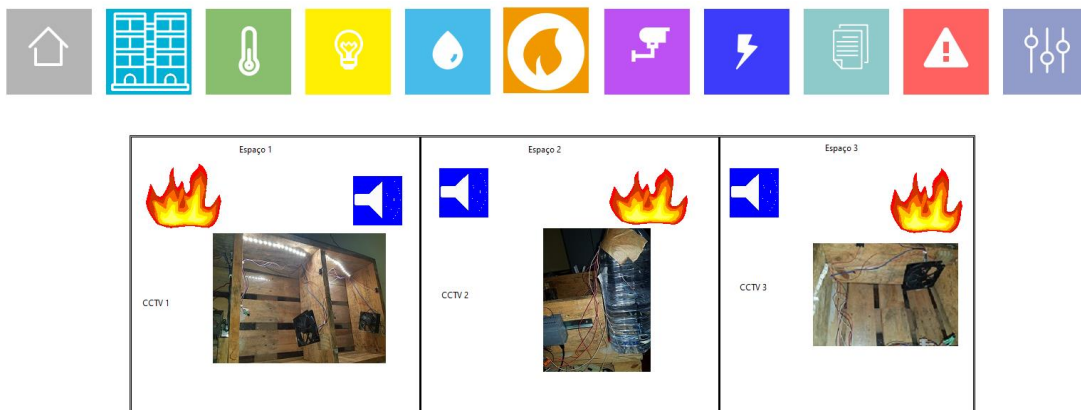 Espaço 1
Espaço 2
Espaço 3
CCTV 1
CCTV 2
CCTV 3